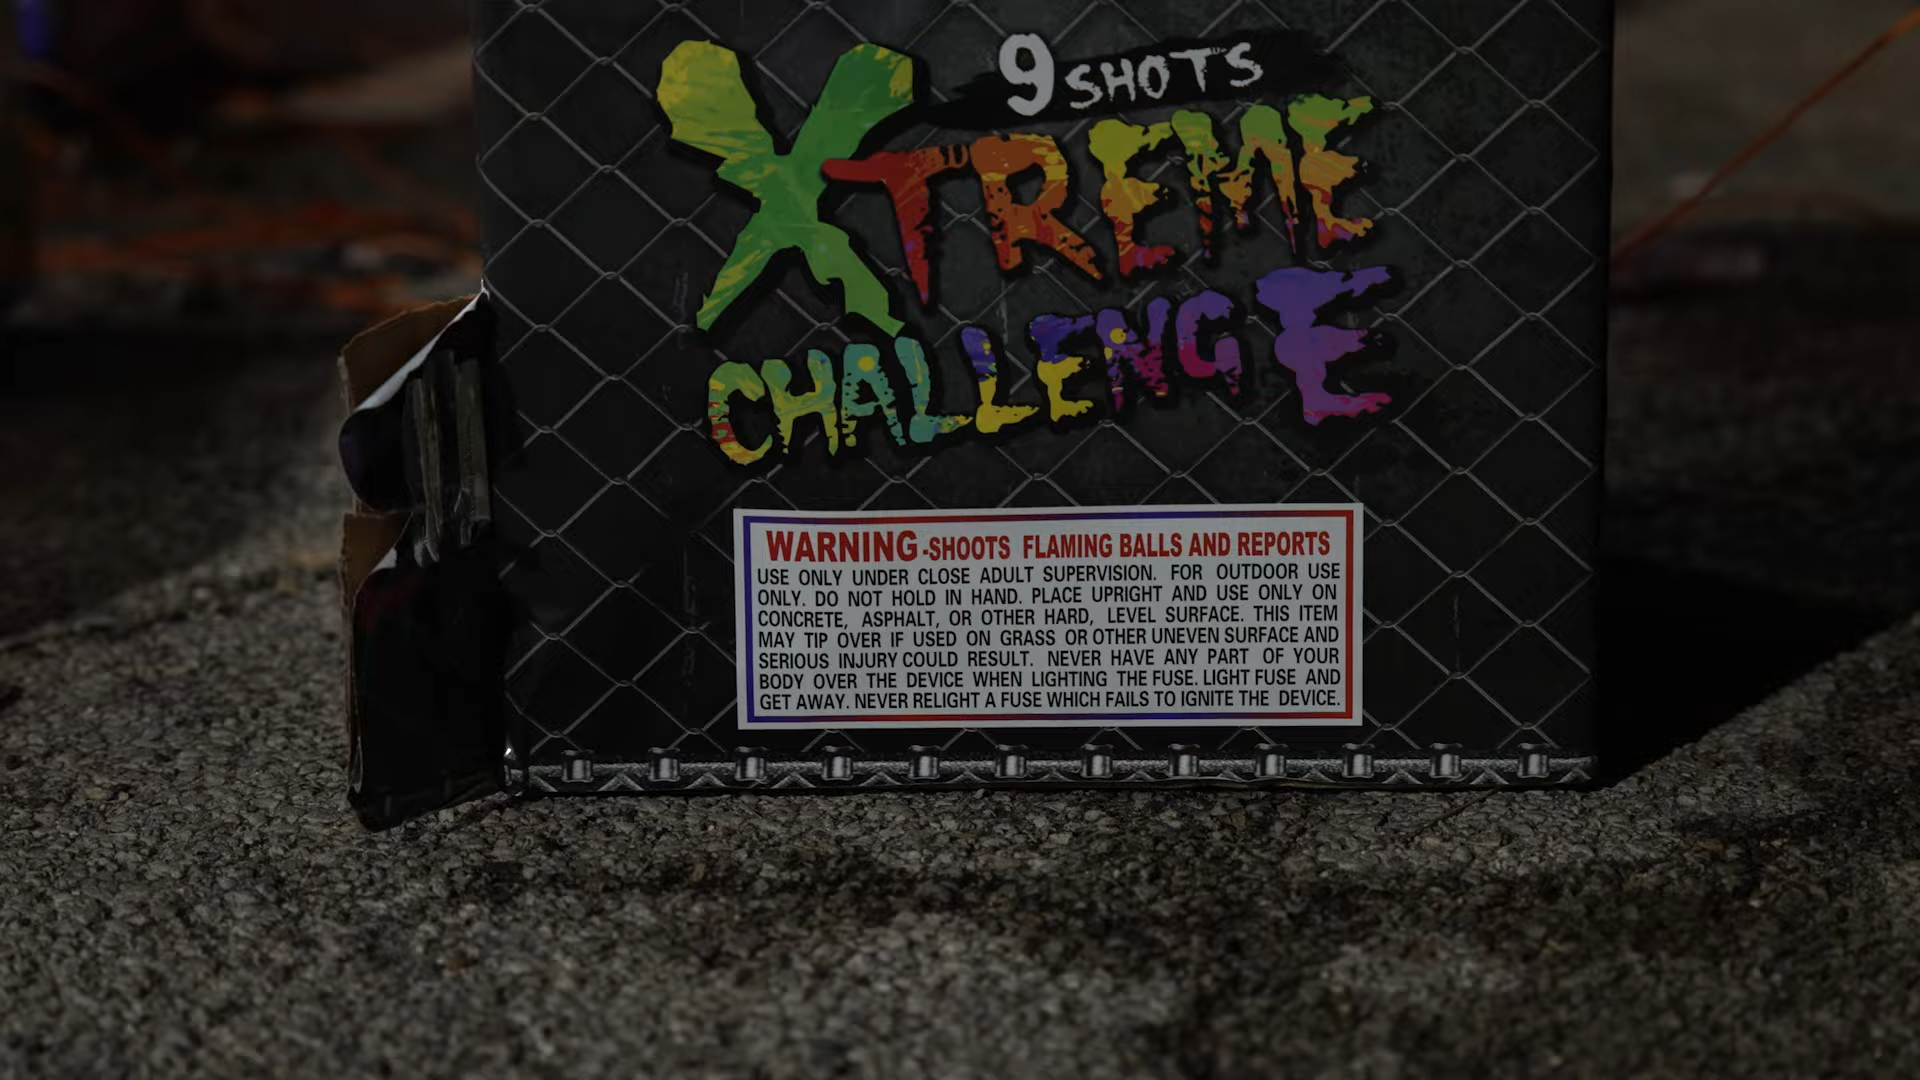 9 SHOTS
XTREME
CHALLENGE
WARNING-SHOOTS FLAMING BALLS AND REPORTS
USE ONLY UNDER CLOSE ADULT SUPERVISION. FOR OUTDOOR USE
ONLY. DO NOT HOLD IN HAND. PLACE UPRIGHT AND USE ONLY ON
CONCRETE, ASPHALT, OR OTHER HARD, LEVEL SURFACE. THIS ITEM
MAY TIP OVER IF USED ON GRASS OR OTHER UNEVEN SURFACE AND
SERIOUS INJURY COULD RESULT. NEVER HAVE ANY PART OF YOUR
BODY OVER THE DEVICE WHEN LIGHTING THE FUSE. LIGHT FUSE AND
GET AWAY. NEVER RELIGHT A FUSE WHICH FAILS TO IGNITE THE DEVICE.